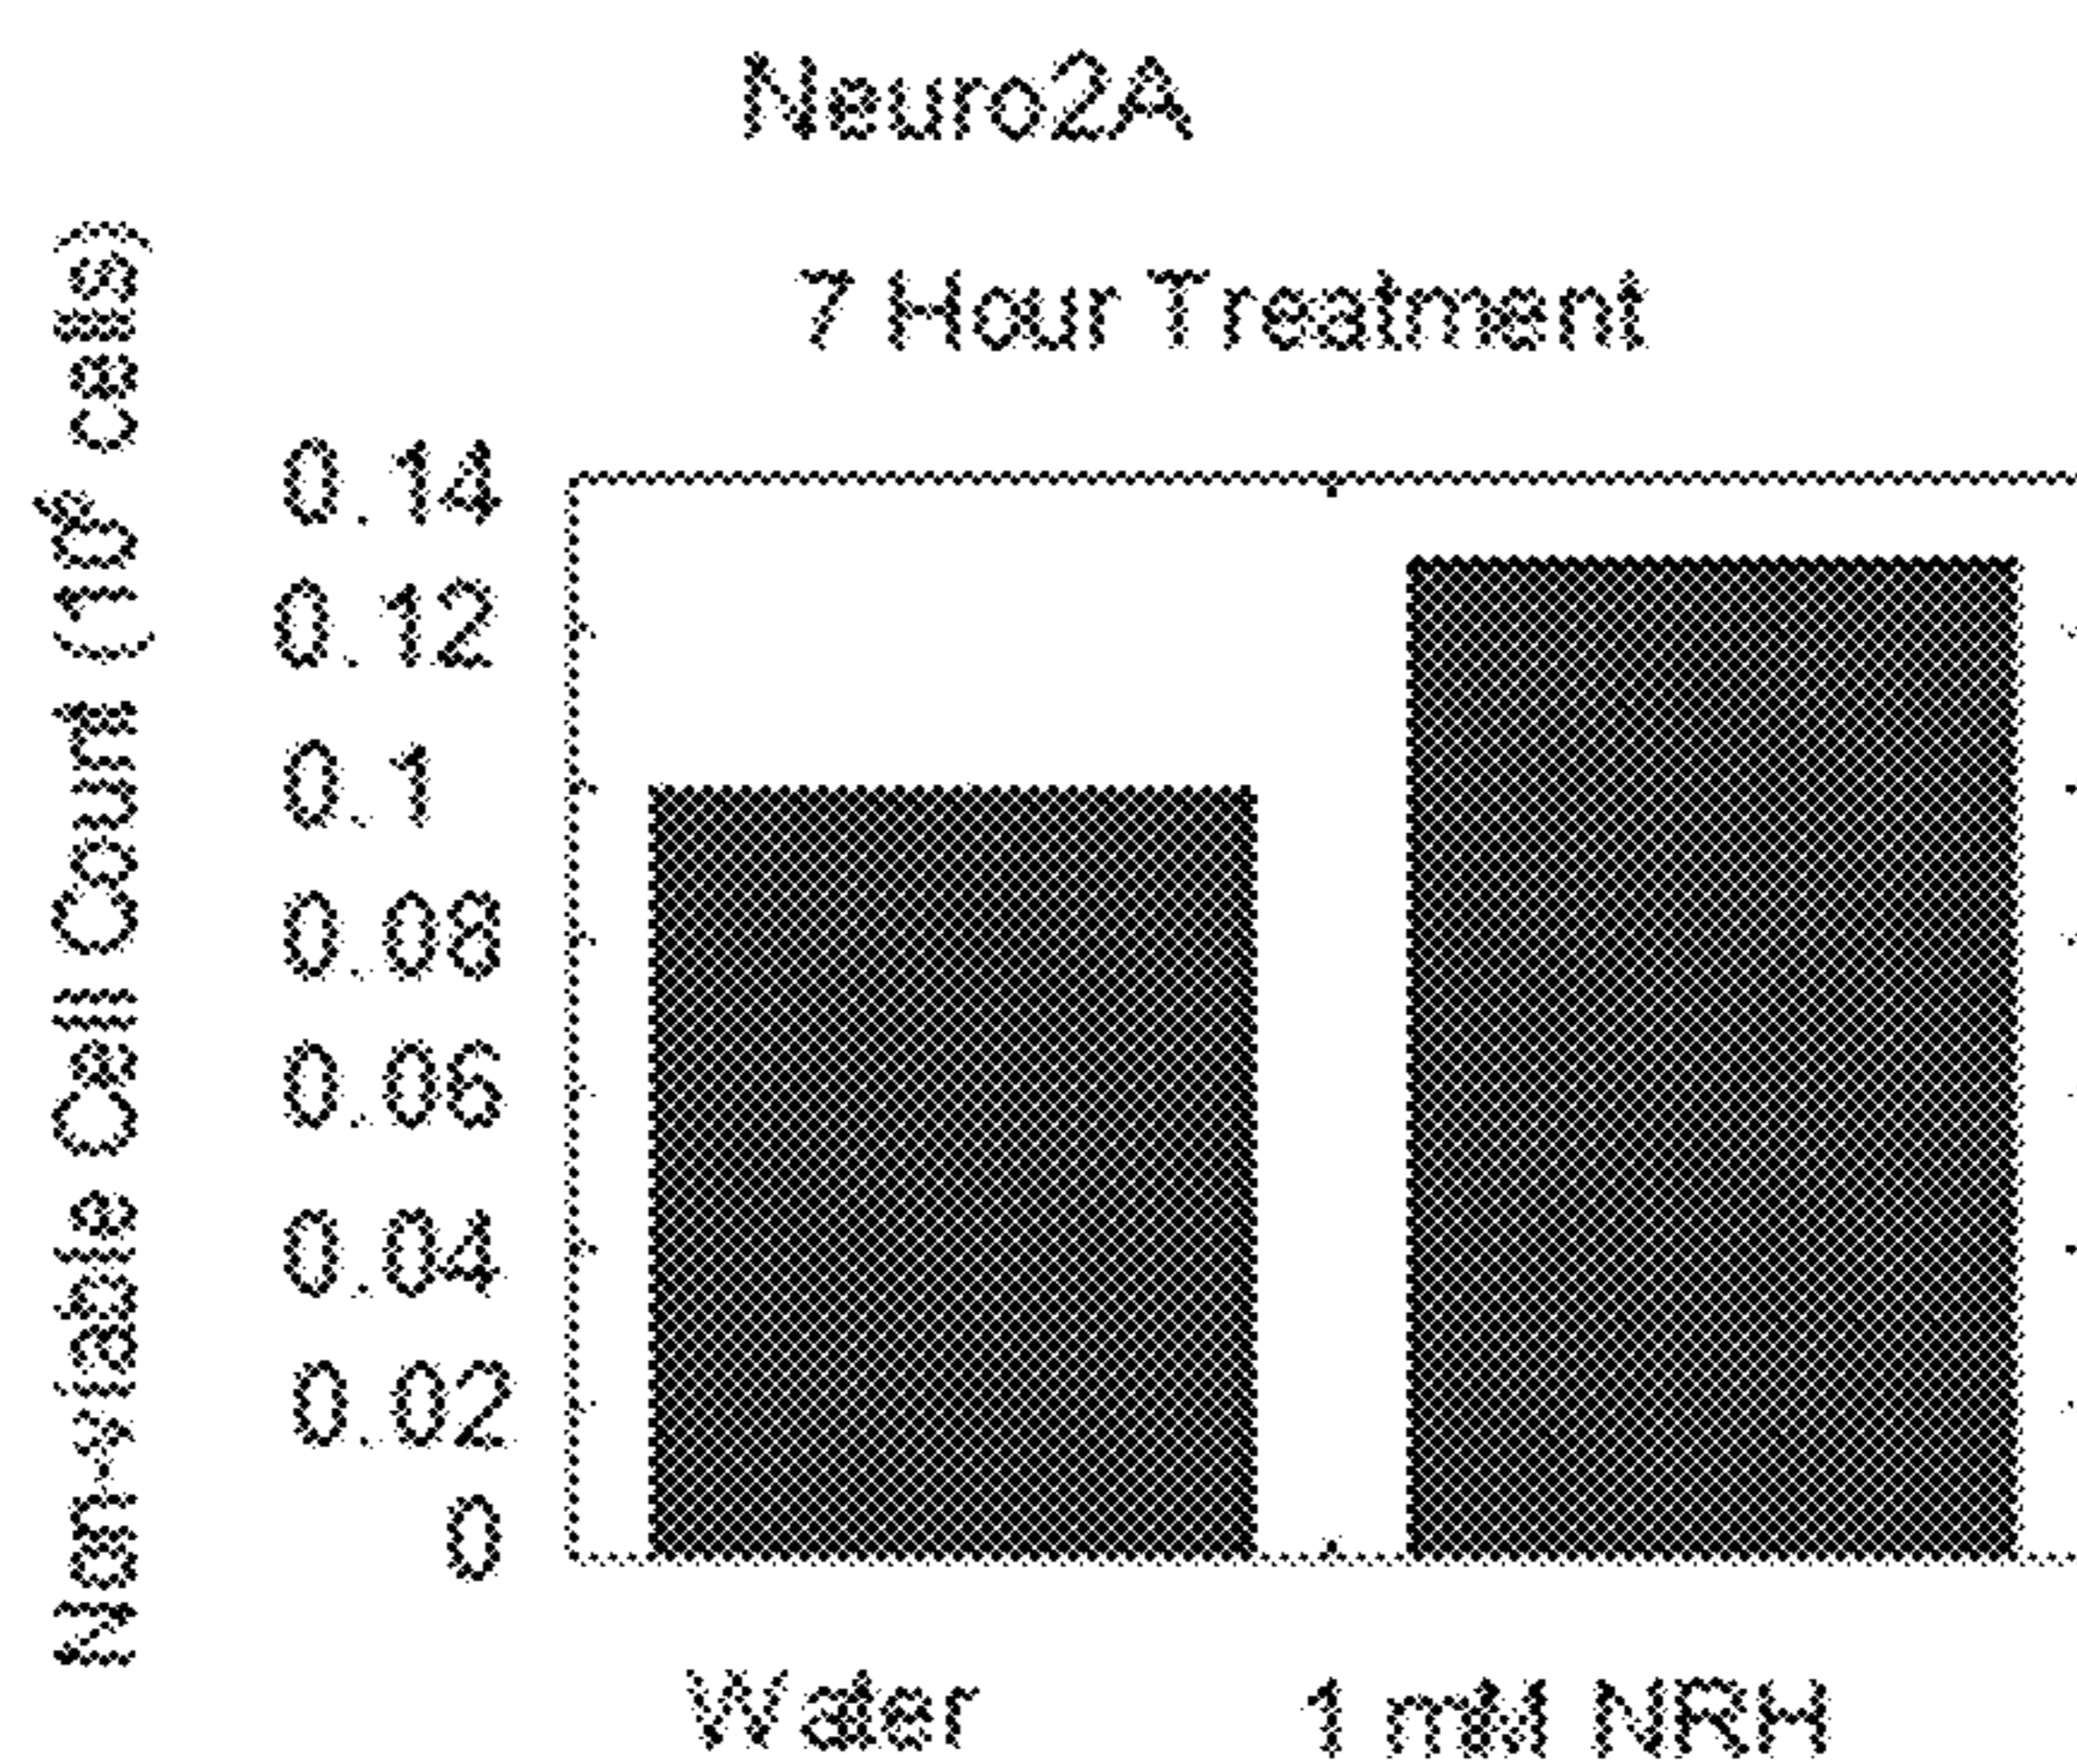 Neuro2A
7 Hour Treatment
Non-viable Cell Count (10⁶ cells)
0.14
0.12
0.1
0.08
0.06
0.04
0.02
0
Water
1 mM NRH